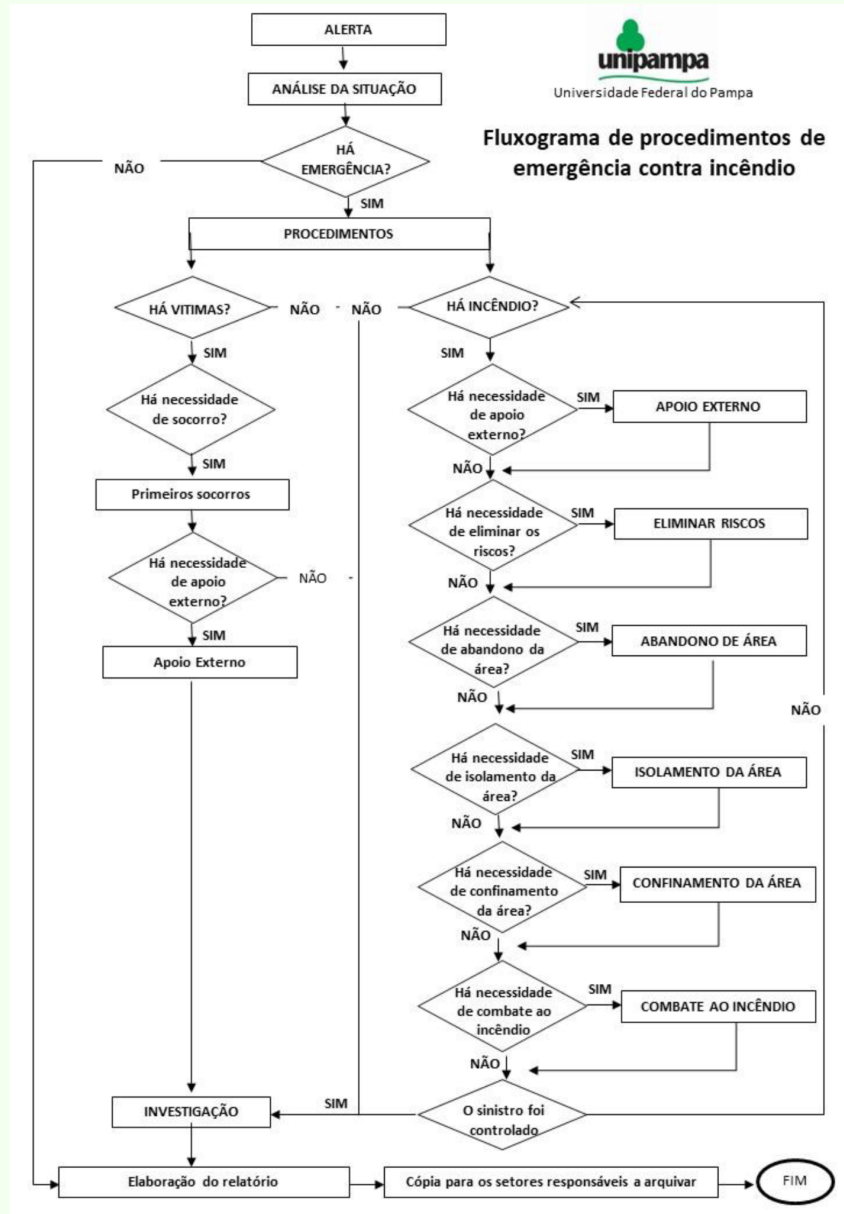 ALERTA
unipampa
Universidade Federal do Pampa
ANÁLISE DA SITUAÇÃO
Fluxograma de procedimentos de
emergência contra incêndio
HÁ
EMERGÊNCIA?
NÃO
SIM
PROCEDIMENTOS
HÁ VITIMAS?
NÃO - NÃO
HÁ INCÊNDIO?
SIM
SIM
Há necessidade
de socorro?
Há necessidade
de apoio
externo?
SIM
APOIO EXTERNO
SIM
NÃO
Primeiros socorros
Há necessidade
de eliminar os
riscos?
SIM
ELIMINAR RISCOS
Há necessidade
de apoio
externo?
NÃO -
NÃO
SIM
Apoio Externo
Há necessidade
de abandono da
área?
SIM
ABANDONO DE ÁREA
NÃO
NÃO
Há necessidade
de isolamento da
área?
SIM
ISOLAMENTO DA ÁREA
NÃO
Há necessidade
de confinamento
da área?
SIM
CONFINAMENTO DA ÁREA
NÃO
Há necessidade
de combate ao
incêndio
SIM
COMBATE AO INCÊNDIO
NÃO
INVESTIGAÇÃO
SIM
O sinistro foi
controlado
Elaboração do relatório
Cópia para os setores responsáveis a arquivar
FIM